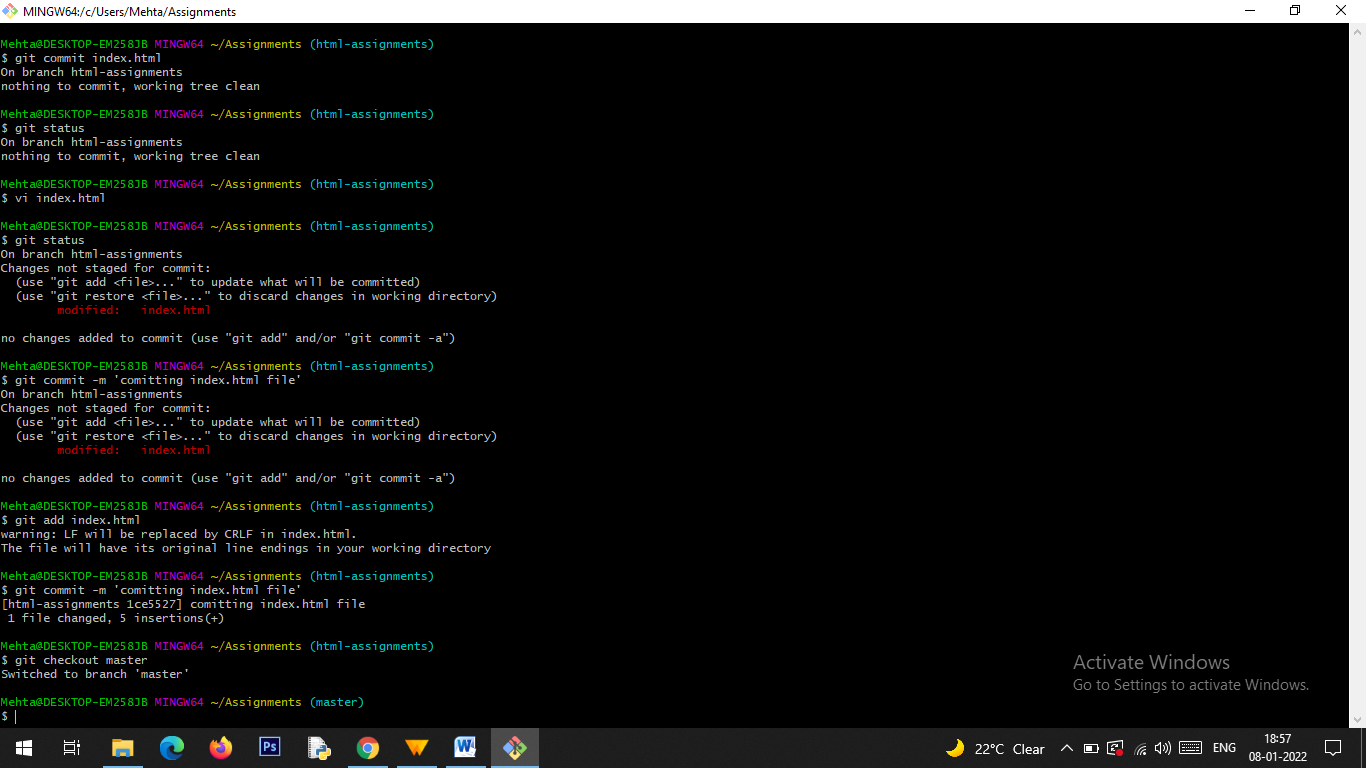 MINGW64:/c/Users/Mehta/Assignments
Mehta@DESKTOP-EM258JB MINGW64 ~/Assignments (html-assignments)
$ git commit index.html
On branch html-assignments
nothing to commit, working tree clean
Mehta@DESKTOP-EM258JB MINGW64 ~/Assignments (html-assignments)
$ git status
On branch html-assignments
nothing to commit, working tree clean
Mehta@DESKTOP-EM258JB MINGW64 ~/Assignments (html-assignments)
$ vi index.html
Mehta@DESKTOP-EM258JB MINGW64 ~/Assignments (html-assignments)
$ git status
On branch html-assignments
Changes not staged for commit:
  (use "git add <file>..." to update what will be committed)
  (use "git restore <file>..." to discard changes in working directory)
        modified:   index.html
no changes added to commit (use "git add" and/or "git commit -a")
Mehta@DESKTOP-EM258JB MINGW64 ~/Assignments (html-assignments)
$ git commit -m 'comitting index.html file'
On branch html-assignments
Changes not staged for commit:
  (use "git add <file>..." to update what will be committed)
  (use "git restore <file>..." to discard changes in working directory)
        modified:   index.html
no changes added to commit (use "git add" and/or "git commit -a")
Mehta@DESKTOP-EM258JB MINGW64 ~/Assignments (html-assignments)
$ git add index.html
warning: LF will be replaced by CRLF in index.html.
The file will have its original line endings in your working directory
Mehta@DESKTOP-EM258JB MINGW64 ~/Assignments (html-assignments)
$ git commit -m 'comitting index.html file'
[html-assignments 1ce5527] comitting index.html file
 1 file changed, 5 insertions(+)
Mehta@DESKTOP-EM258JB MINGW64 ~/Assignments (html-assignments)
$ git checkout master
Switched to branch 'master'
Mehta@DESKTOP-EM258JB MINGW64 ~/Assignments (master)
$
Activate Windows
Go to Settings to activate Windows.
Ps
W
22°C Clear
ENG
18:57
08-01-2022